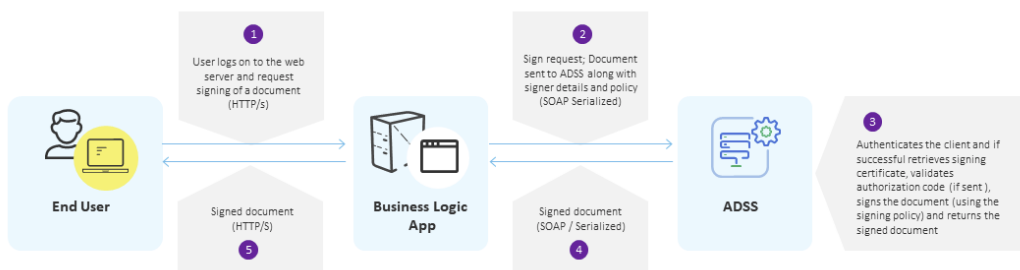 1
User logs on to the web
server and request
signing of a document
(HTTP/s)
2
Sign request; Document
sent to ADSS along with
signer details and policy
(SOAP Serialized)
3
Authenticates the client and if
successful retrieves signing
certificate, validates
authorization code (if sent ),
signs the document (using the
signing policy) and returns the
signed document
End User
Business Logic
App
ADSS
Signed document
(HTTP/S)
5
Signed document
(SOAP / Serialized)
4